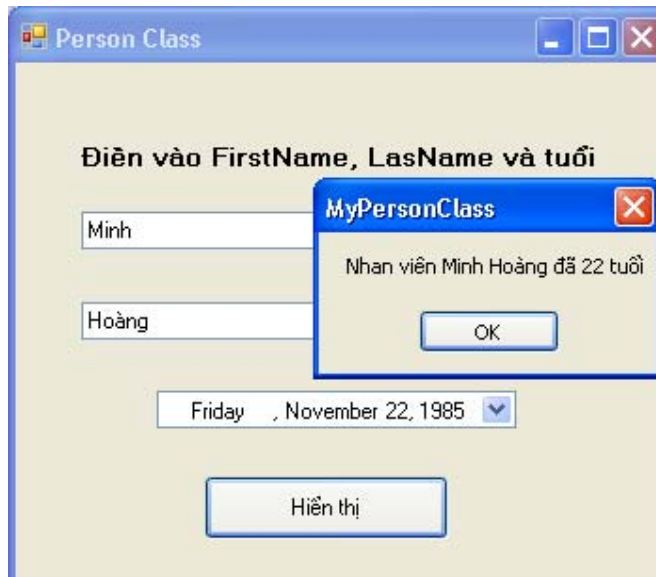 Person Class
Điền vào FirstName, LasName và tuổi
Minh
MyPersonClass
Nhan viên Minh Hoàng đã 22 tuổi
OK
Hoàng
Friday , November 22, 1985
Hiển thị